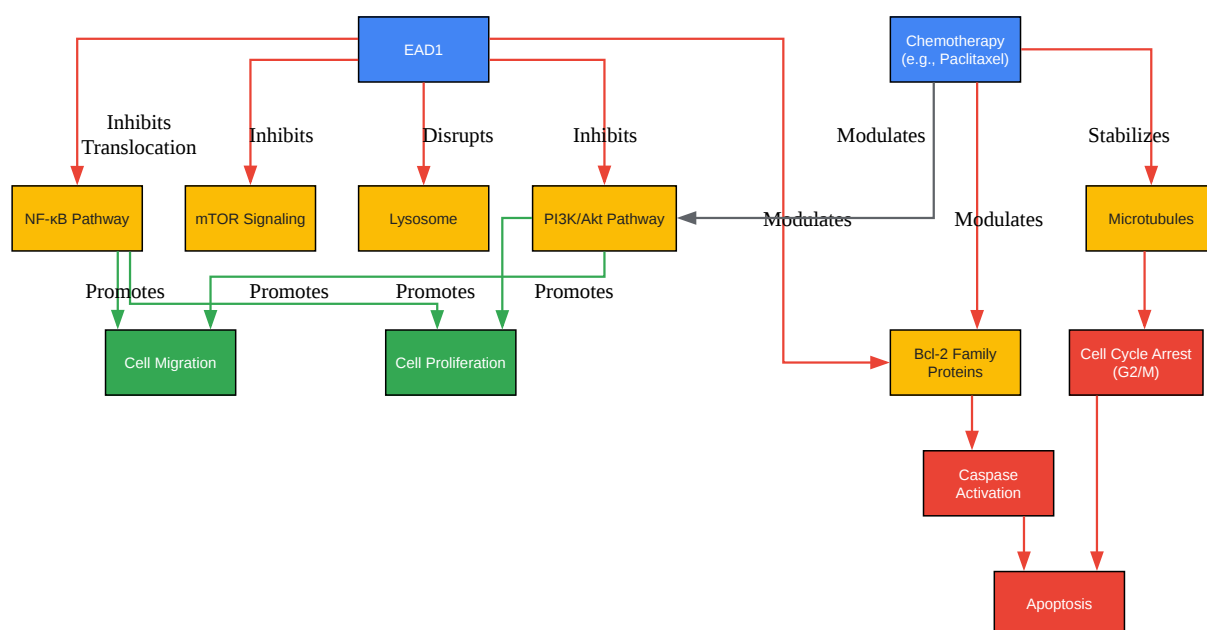 EAD1
Chemotherapy
(e.g., Paclitaxel)
Inhibits
Translocation
Inhibits
Disrupts
Inhibits
Modulates
Stabilizes
NF-κB Pathway
mTOR Signaling
Lysosome
PI3K/Akt Pathway
Modulates
Modulates
Microtubules
Promotes
Promotes
Promotes
Promotes
Cell Migration
Cell Proliferation
Bcl-2 Family
Proteins
Cell Cycle Arrest
(G2/M)
Caspase
Activation
Apoptosis